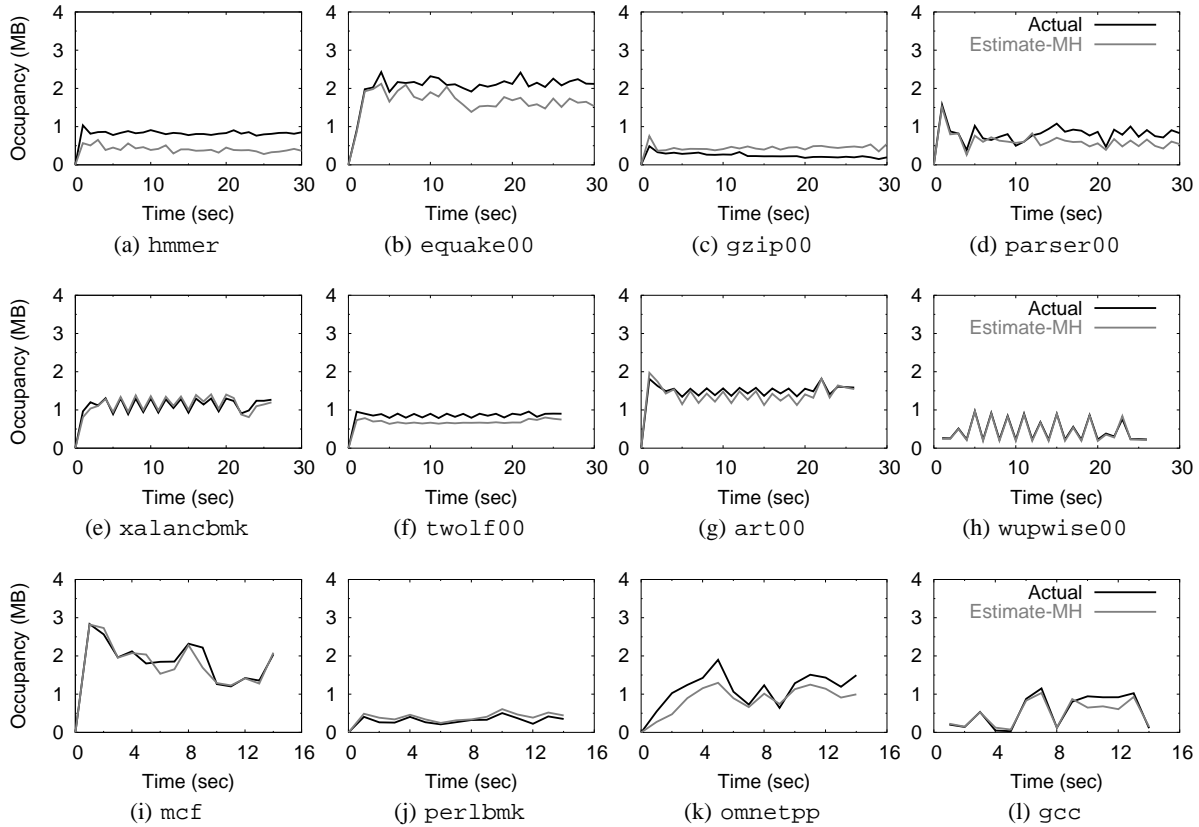 Occupancy (MB)
4
3
2
1
0
0 10 20 30
Time (sec)
(a) hmmer
4
3
2
1
0
0 10 20 30
Time (sec)
(b) equake00
4
3
2
1
0
0 10 20 30
Time (sec)
(c) gzip00
Actual
Estimate-MH
4
3
2
1
0
0 10 20 30
Time (sec)
(d) parser00
Occupancy (MB)
4
3
2
1
0
0 10 20 30
Time (sec)
(e) xalancbmk
4
3
2
1
0
0 10 20 30
Time (sec)
(f) twolf00
4
3
2
1
0
0 10 20 30
Time (sec)
(g) art00
Actual
Estimate-MH
4
3
2
1
0
0 10 20 30
Time (sec)
(h) wupwise00
Occupancy (MB)
4
3
2
1
0
0 4 8 12 16
Time (sec)
(i) mcf
4
3
2
1
0
0 4 8 12 16
Time (sec)
(j) perlbmk
4
3
2
1
0
0 4 8 12 16
Time (sec)
(k) omnetpp
Actual
Estimate-MH
4
3
2
1
0
0 4 8 12 16
Time (sec)
(l) gcc